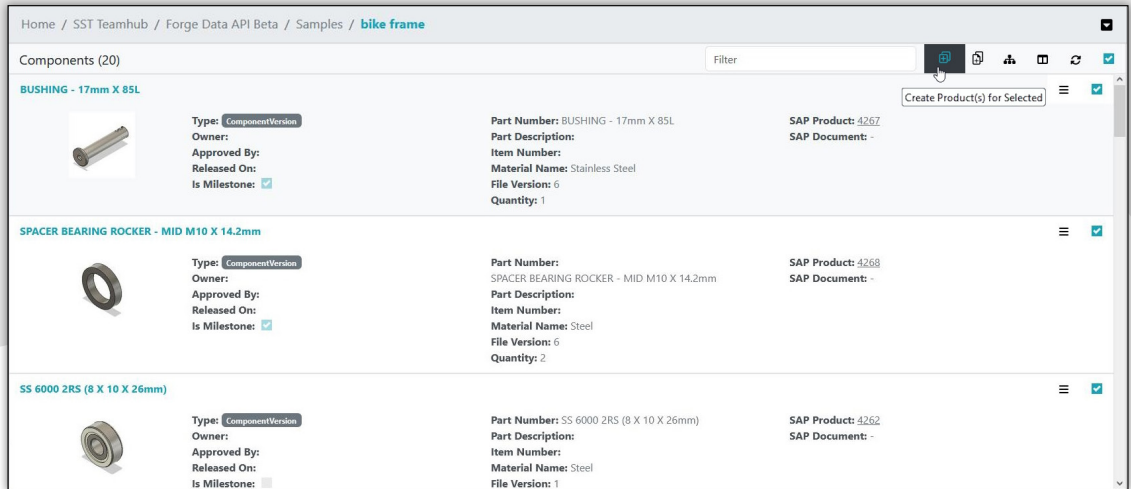 Home / SST Teamhub / Forge Data API Beta / Samples / bike frame
Components (20)
Filter
Create Product(s) for Selected
BUSHING - 17mm X 85L
Type: ComponentVersion
Owner:
Approved By:
Released On:
Is Milestone:
Part Number: BUSHING - 17mm X 85L
Part Description:
Item Number:
Material Name: Stainless Steel
File Version: 6
Quantity: 1
SAP Product: 4267
SAP Document: -
SPACER BEARING ROCKER - MID M10 X 14.2mm
Type: ComponentVersion
Owner:
Approved By:
Released On:
Is Milestone:
Part Number:
SPACER BEARING ROCKER - MID M10 X 14.2mm
Part Description:
Item Number:
Material Name: Steel
File Version: 6
Quantity: 2
SAP Product: 4268
SAP Document: -
SS 6000 2RS (8 X 10 X 26mm)
Type: ComponentVersion
Owner:
Approved By:
Released On:
Is Milestone:
Part Number: SS 6000 2RS (8 X 10 X 26mm)
Part Description:
Item Number:
Material Name: Steel
File Version: 1
SAP Product: 4262
SAP Document: -